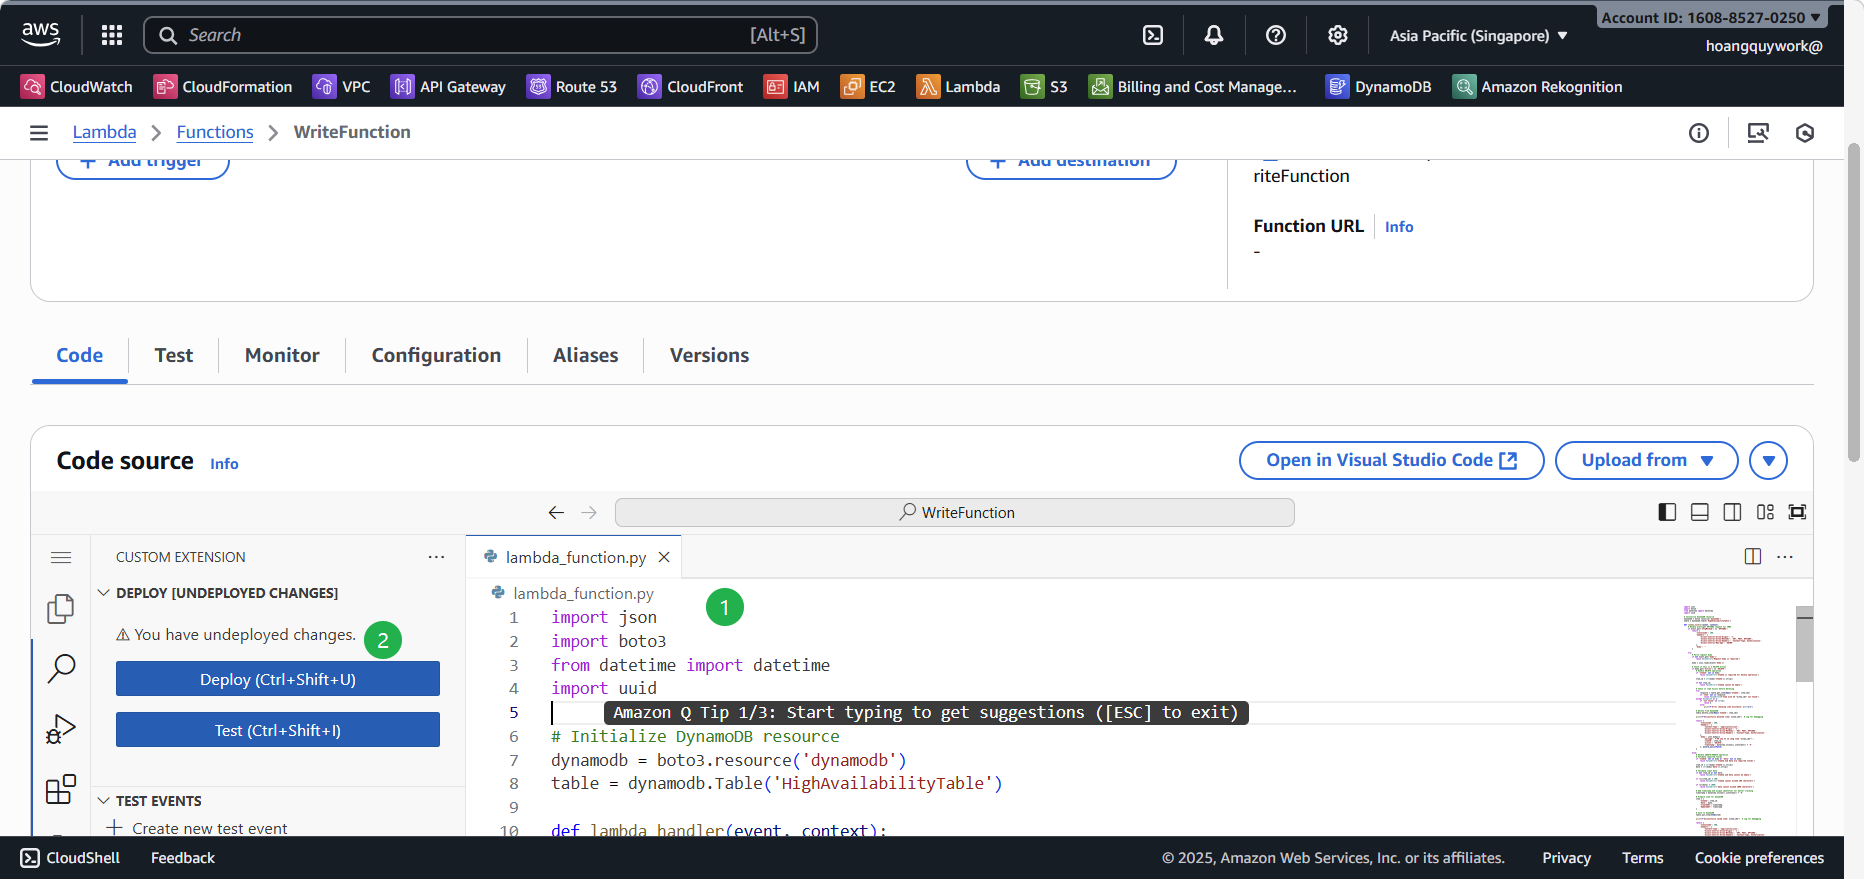 aws
Search [Alt+S]
Asia Pacific (Singapore)
Account ID: 1608-8527-0250
hoangquywork@
CloudWatch CloudFormation VPC API Gateway Route 53 CloudFront IAM EC2 Lambda S3 Billing and Cost Manage... DynamoDB Amazon Rekognition
Lambda Functions WriteFunction
Add trigger
Add destination
riteFunction
Function URL Info
-
Code Test Monitor Configuration Aliases Versions
Code source Info
Open in Visual Studio Code
Upload from
WriteFunction
CUSTOM EXTENSION ...
DEPLOY [UNDEPLOYED CHANGES]
You have undeployed changes.
2
Deploy (Ctrl+Shift+U)
Test (Ctrl+Shift+I)
TEST EVENTS
Create new test event
lambda_function.py
lambda_function.py
1
1 import json
2 import boto3
3 from datetime import datetime
4 import uuid
5 Amazon Q Tip 1/3: Start typing to get suggestions ([ESC] to exit)
6 # Initialize DynamoDB resource
7 dynamodb = boto3.resource('dynamodb')
8 table = dynamodb.Table('HighAvailabilityTable')
9
10 def lambda_handler(event, context):
CloudShell Feedback
© 2025, Amazon Web Services, Inc. or its affiliates. Privacy Terms Cookie preferences